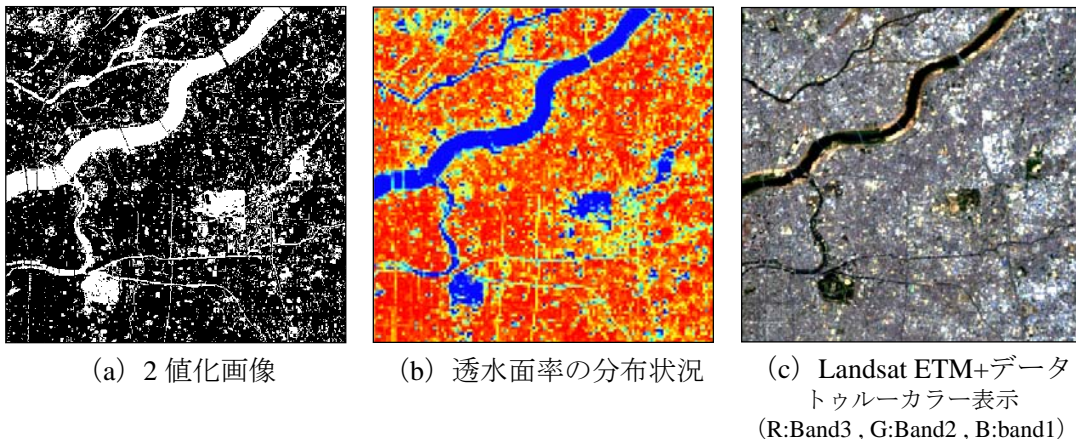 (a) 2 値化画像
(b) 透水面率の分布状況
(c) Landsat ETM+データ
トゥルーカラー表示
(R:Band3 , G:Band2 , B:band1)